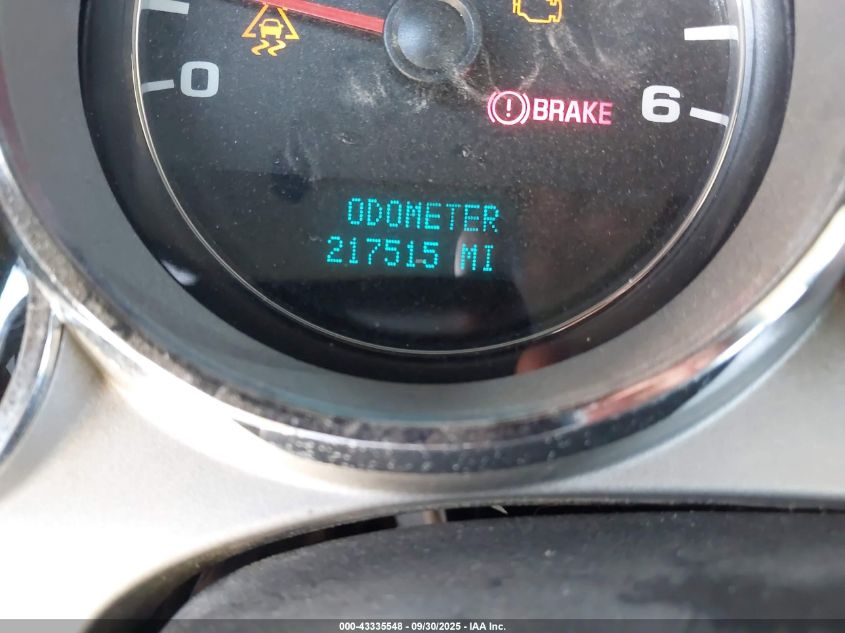 0
6
BRAKE
ODOMETER
217515 MI
000-43335548 - 09/30/2025 - IAA Inc.